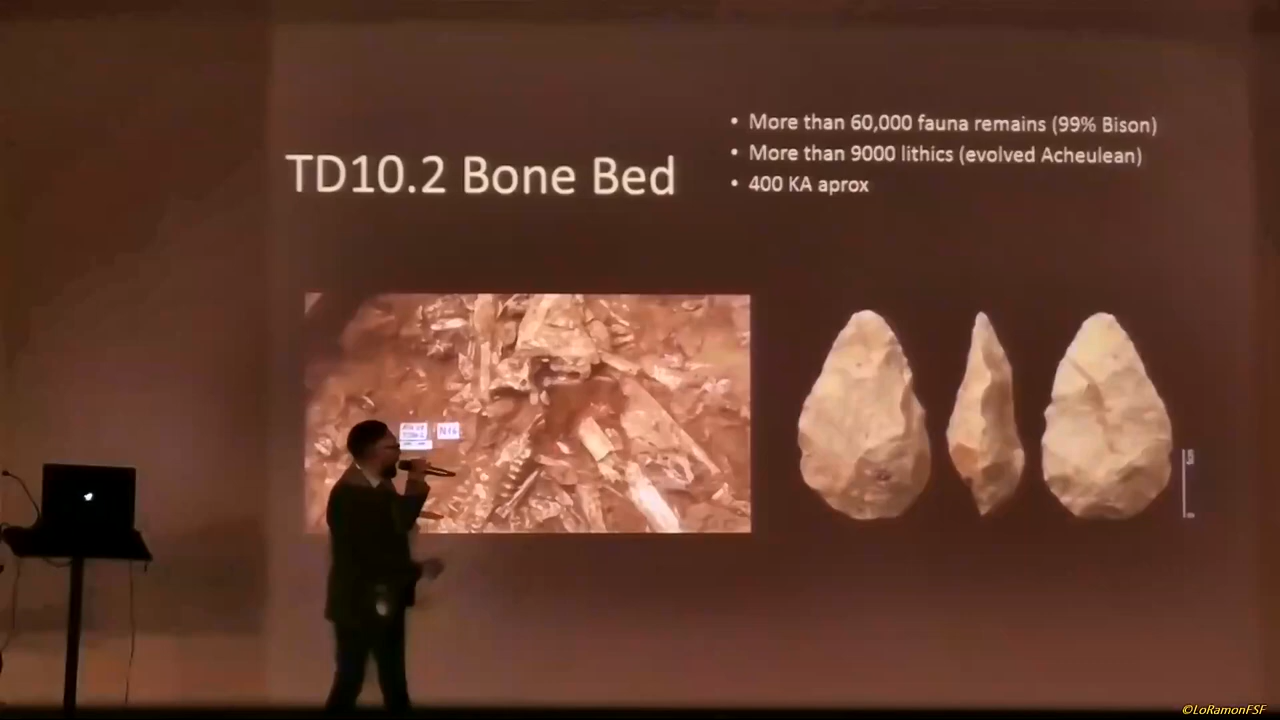 TD10.2 Bone Bed
• More than 60,000 fauna remains (99% Bison)
• More than 9000 lithics (evolved Acheulean)
• 400 KA aprox
N16
©LoRamonFSF